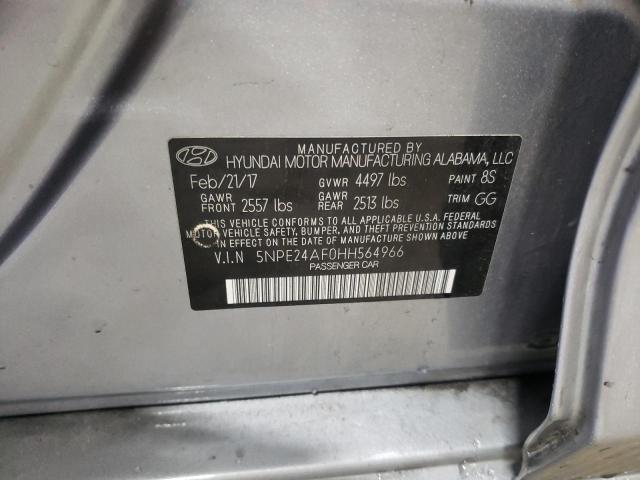 MANUFACTURED BY
HYUNDAI MOTOR MANUFACTURING ALABAMA, LLC
Feb/21/17 GVWR 4497 lbs PAINT 8S
GAWR FRONT 2557 lbs GAWR REAR 2513 lbs TRIM GG
THIS VEHICLE CONFORMS TO ALL APPLICABLE U.S.A. FEDERAL
MOTOR VEHICLE SAFETY, BUMPER, AND THEFT PREVENTION
STANDARDS IN EFFECT ON THE DATE OF
MANUFACTURE SHOWN ABOVE.
V.I.N 5NPE24AF0HH564966
PASSENGER CAR